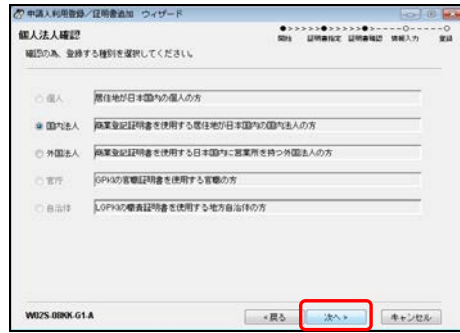 申請人利用登録／証明書追加　ウィザード
個人法人確認
確認の為、登録する種別を選択してください。
開始　証明書指定　証明書確認　情報入力　登録
個人　居住地が日本国内の個人の方
国内法人　商業登記証明書を使用する居住地が日本国内の国内法人の方
外国法人　商業登記証明書を使用する日本国内に営業所を持つ外国法人の方
官庁　GPKIの官職証明書を使用する官職の方
自治体　LGPKIの職責証明書を使用する地方自治体の方
W02S-08KK-G1-A　<戻る　次へ>　キャンセル